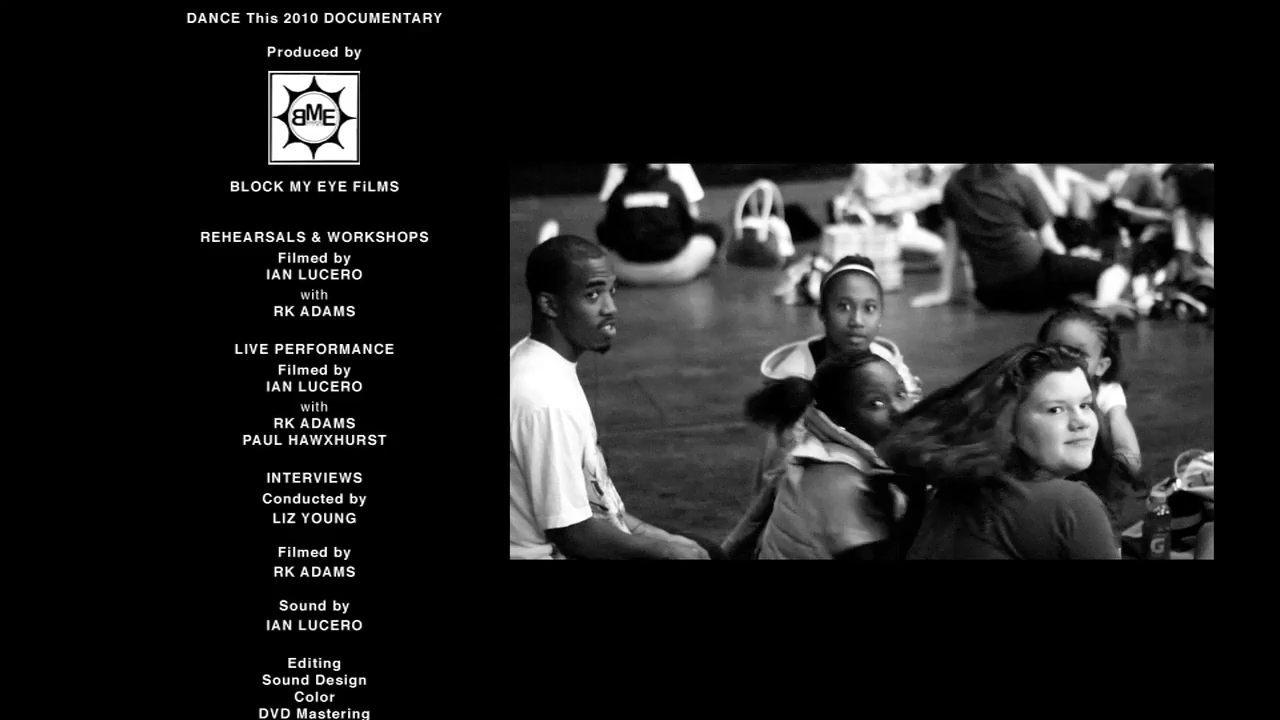 DANCE This 2010 DOCUMENTARY
Produced by
BME
BLOCK MY EYE FiLMS
REHEARSALS & WORKSHOPS
Filmed by
IAN LUCERO
with
RK ADAMS
LIVE PERFORMANCE
Filmed by
IAN LUCERO
with
RK ADAMS
PAUL HAWXHURST
INTERVIEWS
Conducted by
LIZ YOUNG
Filmed by
RK ADAMS
Sound by
IAN LUCERO
Editing
Sound Design
Color
DVD Mastering
G